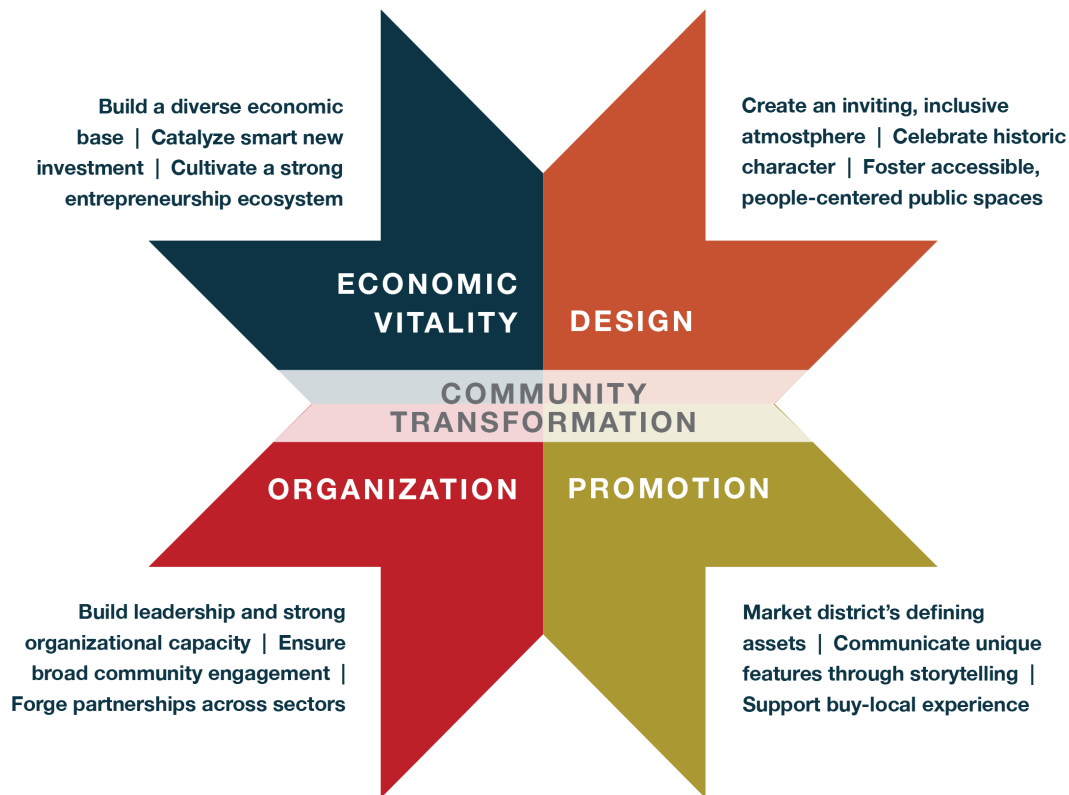 Build a diverse economic
base | Catalyze smart new
investment | Cultivate a strong
entrepreneurship ecosystem
Create an inviting, inclusive
atmostphere | Celebrate historic
character | Foster accessible,
people-centered public spaces
ECONOMIC
VITALITY
DESIGN
COMMUNITY
TRANSFORMATION
ORGANIZATION
PROMOTION
Build leadership and strong
organizational capacity | Ensure
broad community engagement |
Forge partnerships across sectors
Market district’s defining
assets | Communicate unique
features through storytelling |
Support buy-local experience